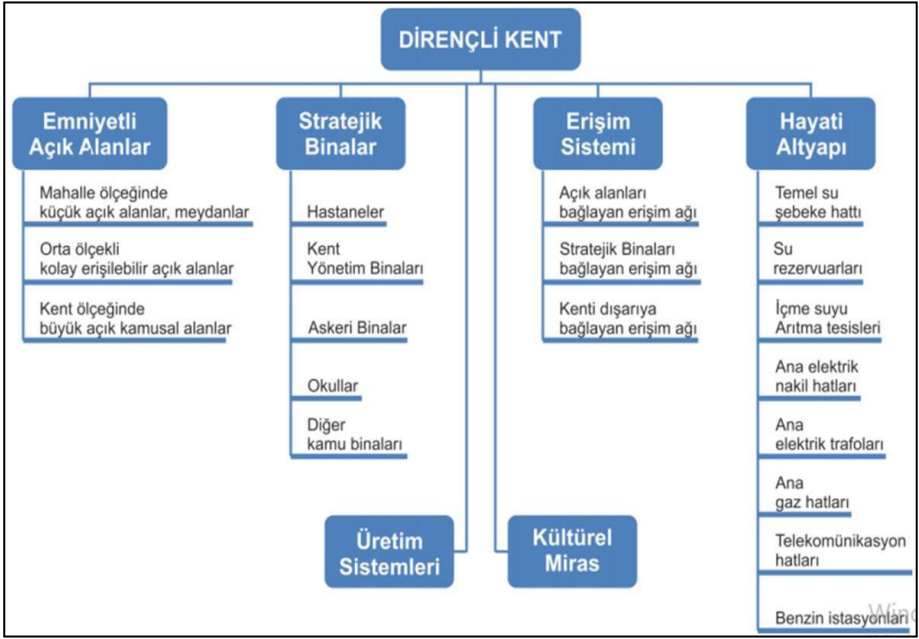 DİRENÇLİ KENT
Emniyetli
Açık Alanlar
Mahalle ölçeğinde
küçük açık alanlar, meydanlar
Orta ölçekli
kolay erişilebilir açık alanlar
Kent ölçeğinde
büyük açık kamusal alanlar
Stratejik
Binalar
Hastaneler
Kent
Yönetim Binaları
Askeri Binalar
Okullar
Diğer
kamu binaları
Üretim
Sistemleri
Kültürel
Miras
Erişim
Sistemi
Açık alanları
bağlayan erişim ağı
Stratejik Binaları
bağlayan erişim ağı
Kenti dışarıya
bağlayan erişim ağı
Hayati
Altyapı
Temel su
şebeke hattı
Su
rezervuarları
İçme suyu
Arıtma tesisleri
Ana elektrik
nakil hatları
Ana
elektrik trafoları
Ana
gaz hatları
Telekomünikasyon
hatları
Benzin istasyonları